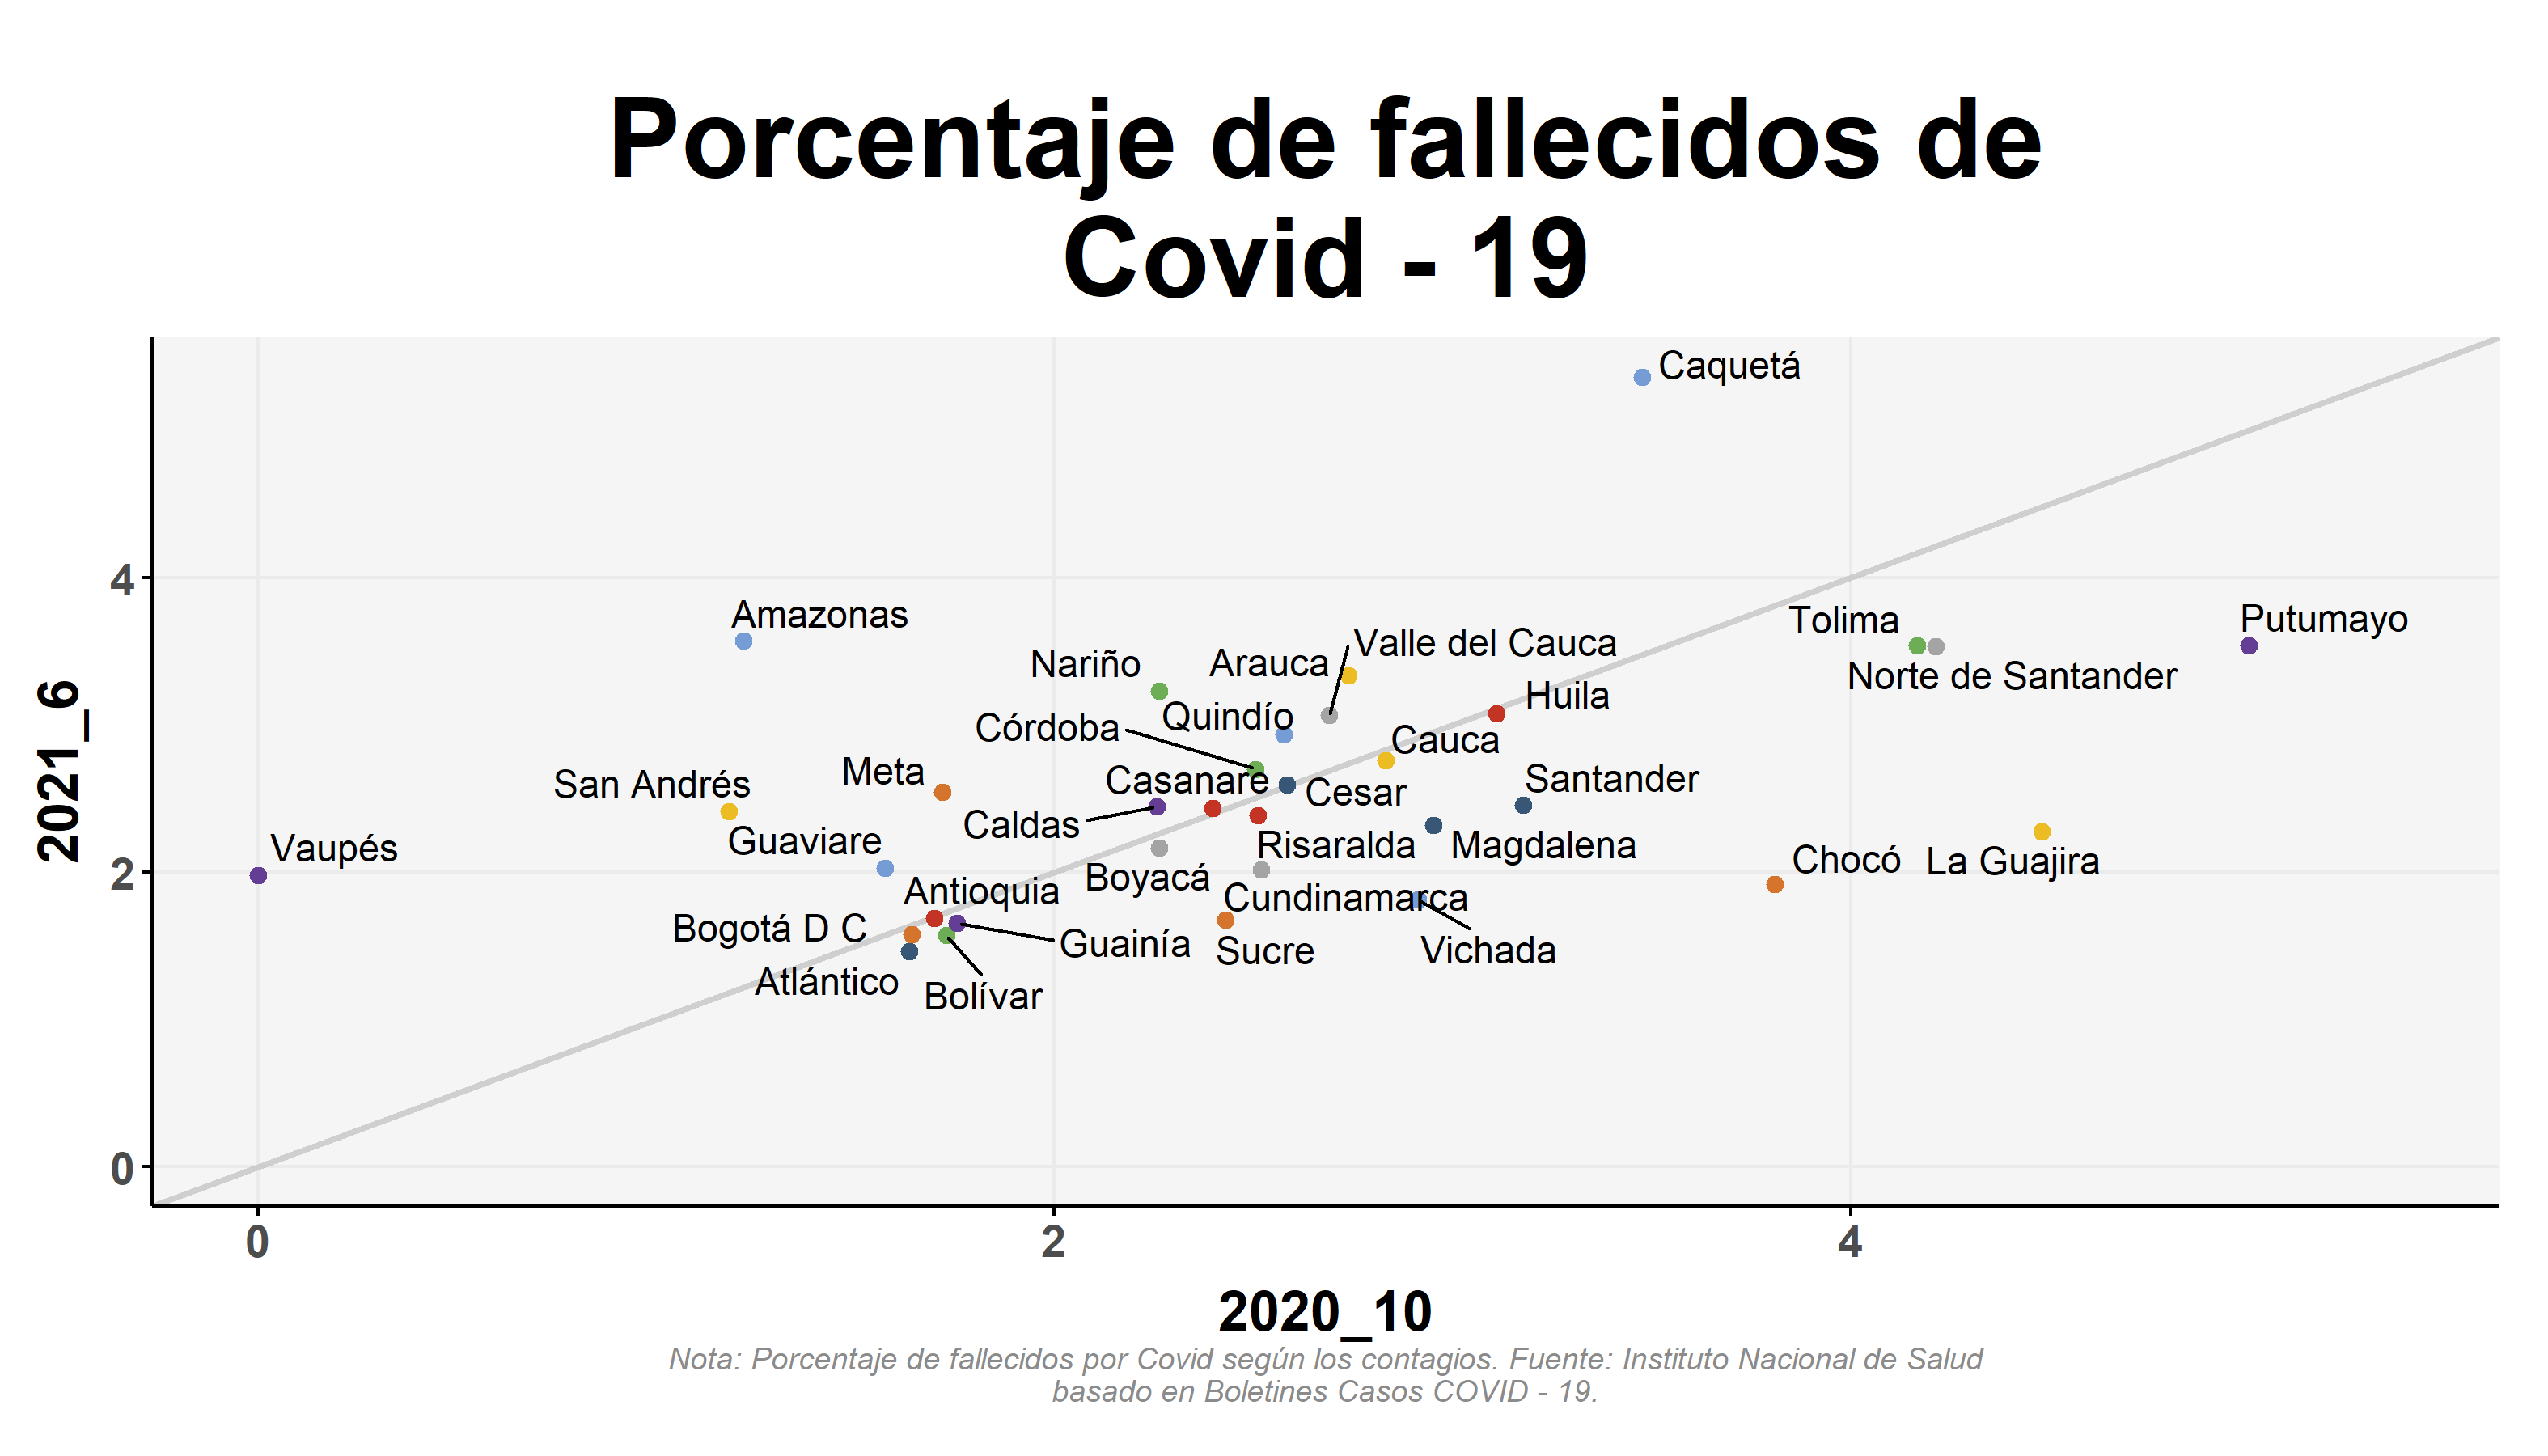 Porcentaje de fallecidos de
Covid - 19
2021_6
4
2
0
Caquetá
Amazonas
Tolima
Putumayo
Valle del Cauca
Nariño
Arauca
Norte de Santander
Huila
Quindío
Córdoba
Cauca
Meta
Casanare
Santander
San Andrés
Cesar
Caldas
Guaviare
Risaralda
Magdalena
Vaupés
Chocó
La Guajira
Boyacá
Antioquia
Cundinamarca
Bogotá D C
Guainía
Sucre
Vichada
Atlántico
Bolívar
0
2
4
2020_10
Nota: Porcentaje de fallecidos por Covid según los contagios. Fuente: Instituto Nacional de Salud
basado en Boletines Casos COVID - 19.